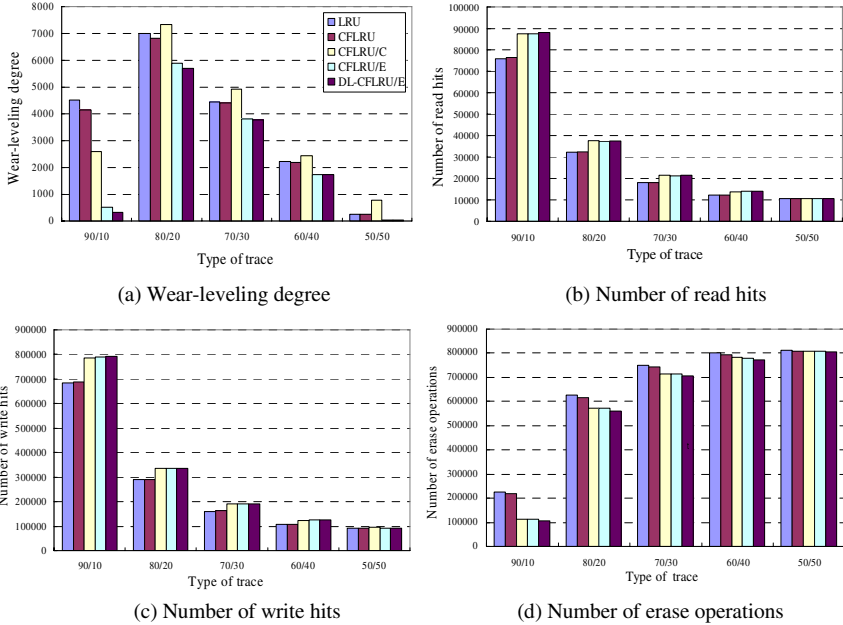 8000
7000
6000
5000
4000
3000
2000
1000
0
Wear-leveling degree
LRU
CFLRU
CFLRU/C
CFLRU/E
DL-CFLRU/E
90/10 80/20 70/30 60/40 50/50
Type of trace
(a) Wear-leveling degree
100000
90000
80000
70000
60000
50000
40000
30000
20000
10000
0
Number of read hits
90/10 80/20 70/30 60/40 50/50
Type of trace
(b) Number of read hits
900000
800000
700000
600000
500000
400000
300000
200000
100000
0
Number of write hits
90/10 80/20 70/30 60/40 50/50
Type of trace
(c) Number of write hits
900000
800000
700000
600000
500000
400000
300000
200000
100000
0
Number of erase operations
90/10 80/20 70/30 60/40 50/50
Type of trace
(d) Number of erase operations